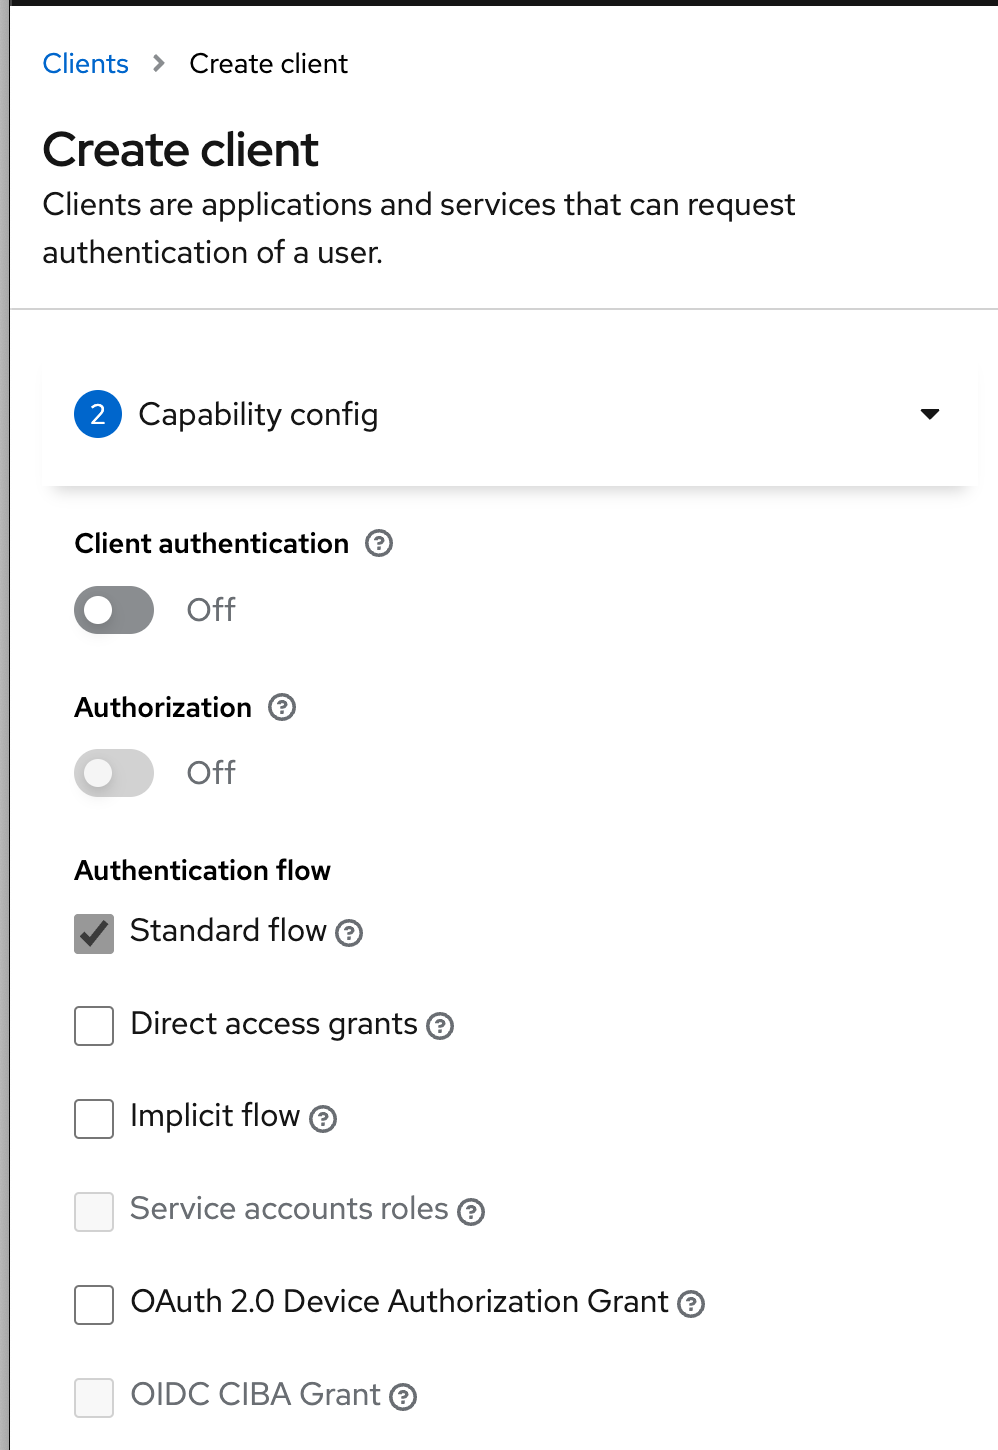 Clients > Create client
Create client
Clients are applications and services that can request
authentication of a user.
2 Capability config
Client authentication
Off
Authorization
Off
Authentication flow
Standard flow
Direct access grants
Implicit flow
Service accounts roles
OAuth 2.0 Device Authorization Grant
OIDC CIBA Grant